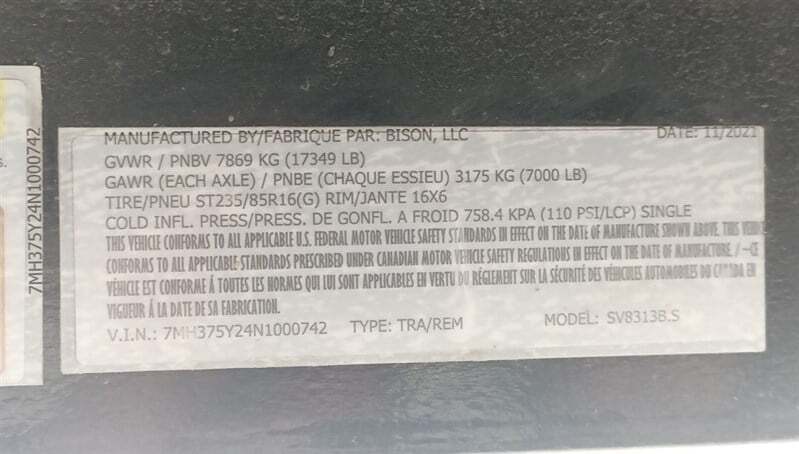 MANUFACTURED BY/FABRIQUE PAR: BISON, LLC DATE: 11/2021
GVWR / PNBV 7869 KG (17349 LB)
GAWR (EACH AXLE) / PNBE (CHAQUE ESSIEU) 3175 KG (7000 LB)
TIRE/PNEU ST235/85R16(G) RIM/JANTE 16X6
COLD INFL. PRESS/PRESS. DE GONFL. A FROID 758.4 KPA (110 PSI/LCP) SINGLE
THIS VEHICLE CONFORMS TO ALL APPLICABLE U.S. FEDERAL MOTOR VEHICLE SAFETY STANDARDS IN EFFECT ON THE DATE OF MANUFACTURE SHOWN ABOVE. THIS VEHICLE
CONFORMS TO ALL APPLICABLE STANDARDS PRESCRIBED UNDER CANADIAN MOTOR VEHICLE SAFETY REGULATIONS IN EFFECT ON THE DATE OF MANUFACTURE / —CE
VÉHICULE EST CONFORME À TOUTES LES NORMES QUI LUI SONT APPLICABLES EN VERTU DU RÈGLEMENT SUR LA SÉCURITÉ DES VÉHICULES AUTOMOBILES DU CANADA EN
VIGUEUR À LA DATE DE SA FABRICATION.
V.I.N.: 7MH375Y24N1000742 TYPE: TRA/REM MODEL: SV8313B.S
7MH375Y24N1000742